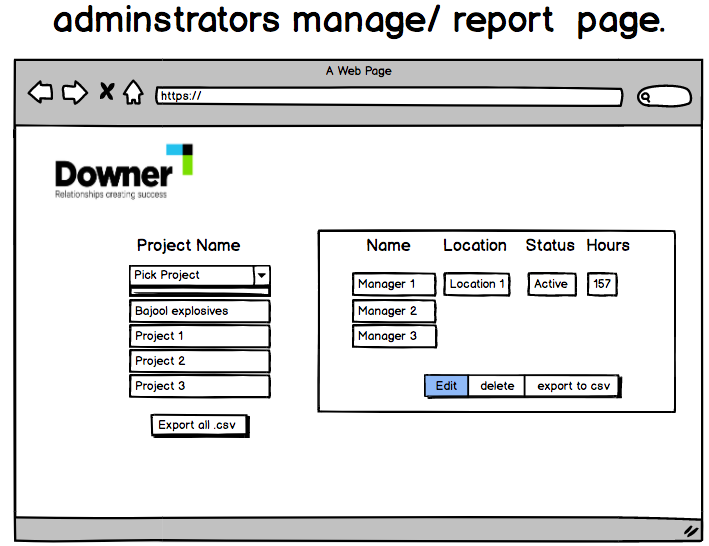 adminstrators manage/ report page.
A Web Page
https://
Downer
Relationships creating success
Project Name
Pick Project
Bajool explosives
Project 1
Project 2
Project 3
Export all .csv
Name Location Status Hours
Manager 1 Location 1 Active 157
Manager 2
Manager 3
Edit delete export to csv